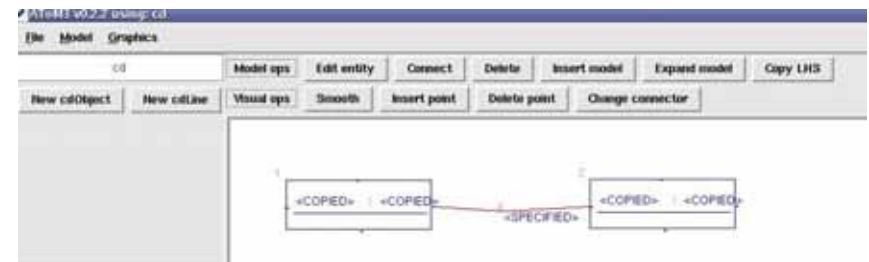 AToM3 v0.2.2 using: cd
File Model Graphics
cd Model ops Edit entity Connect Delete Insert model Expand model Copy LHS
New cdObject New cdLine Visual ops Smooth Insert point Delete point Change connector
1 2
<COPIED> : <COPIED> <COPIED> : <COPIED>
3
<SPECIFIED>